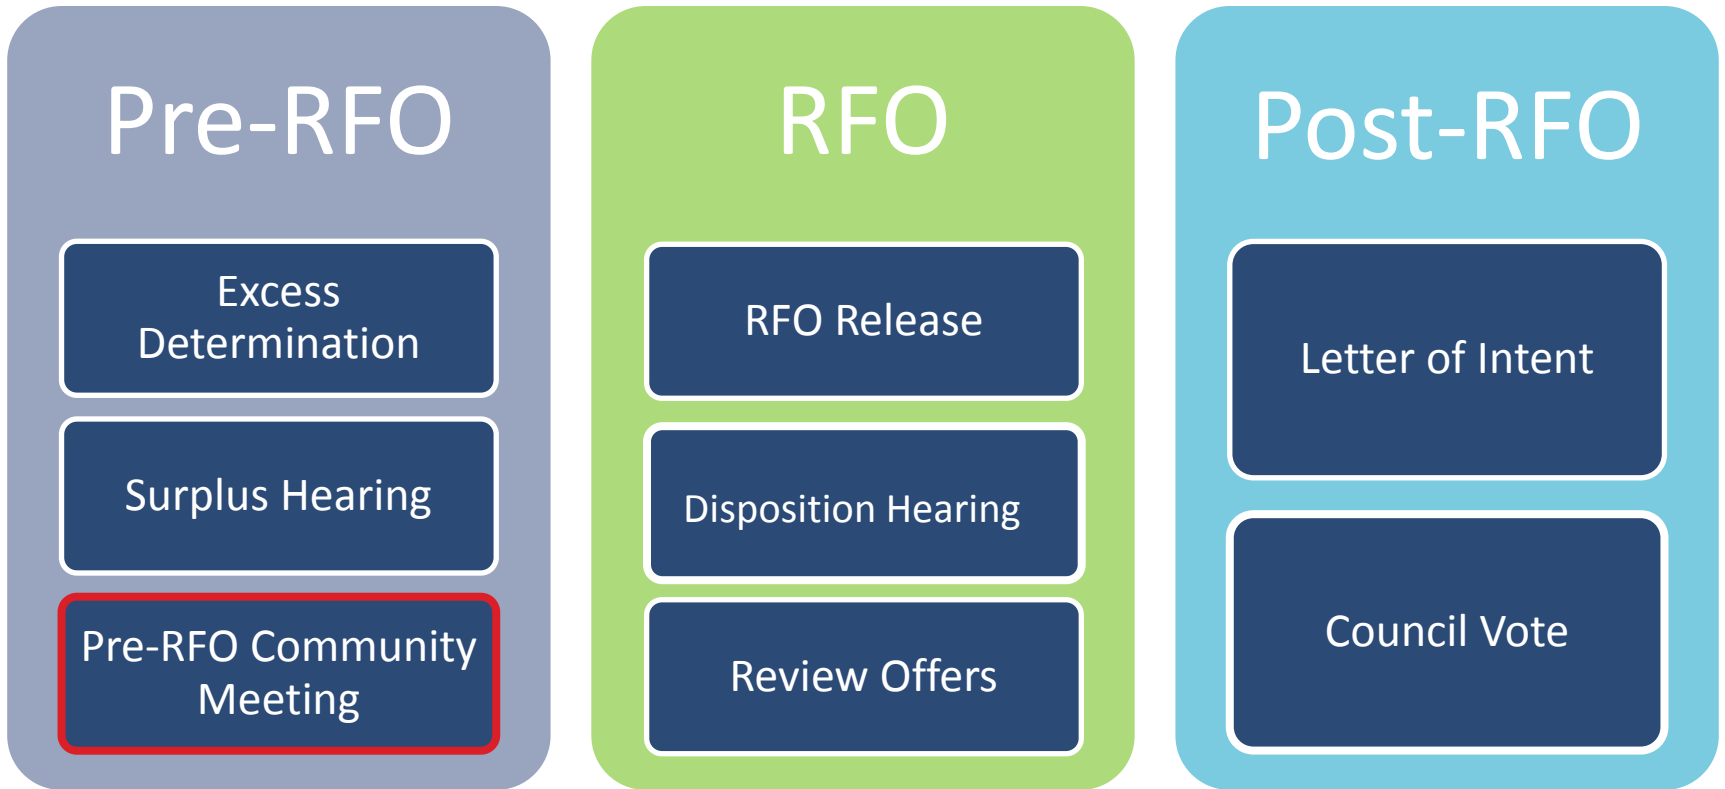 Pre-RFO
Excess
Determination
Surplus Hearing
Pre-RFO Community
Meeting
RFO
RFO Release
Disposition Hearing
Review Offers
Post-RFO
Letter of Intent
Council Vote